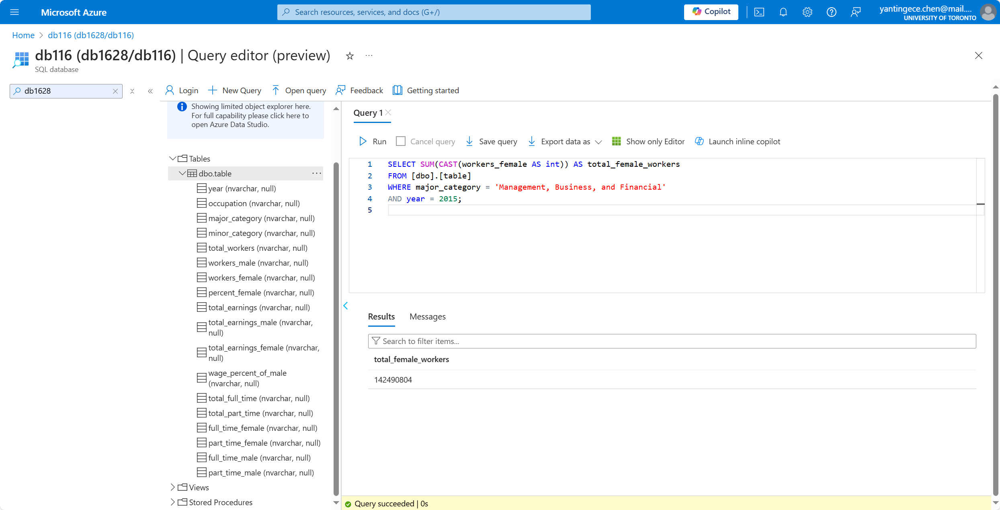 Microsoft Azure
Search resources, services, and docs (G+/)
Copilot
yantingece.chen@mail....
UNIVERSITY OF TORONTO
Home > db116 (db1628/db116)
db116 (db1628/db116) | Query editor (preview)
SQL database
db1628
Login
New Query
Open query
Feedback
Getting started
Showing limited object explorer here.
For full capability please click here to
open Azure Data Studio.
Tables
dbo.table
year (nvarchar, null)
occupation (nvarchar, null)
major_category (nvarchar, null)
minor_category (nvarchar, null)
total_workers (nvarchar, null)
workers_male (nvarchar, null)
workers_female (nvarchar, null)
percent_female (nvarchar, null)
total_earnings (nvarchar, null)
total_earnings_male (nvarchar,
null)
total_earnings_female (nvarchar,
null)
wage_percent_of_male
(nvarchar, null)
total_full_time (nvarchar, null)
total_part_time (nvarchar, null)
full_time_female (nvarchar, null)
part_time_female (nvarchar, null)
full_time_male (nvarchar, null)
part_time_male (nvarchar, null)
Views
Stored Procedures
Query 1
Run
Cancel query
Save query
Export data as
Show only Editor
Launch inline copilot
1 SELECT SUM(CAST(workers_female AS int)) AS total_female_workers
2 FROM [dbo].[table]
3 WHERE major_category = 'Management, Business, and Financial'
4 AND year = 2015;
5
Results
Messages
Search to filter items...
total_female_workers
142490804
Query succeeded | 0s